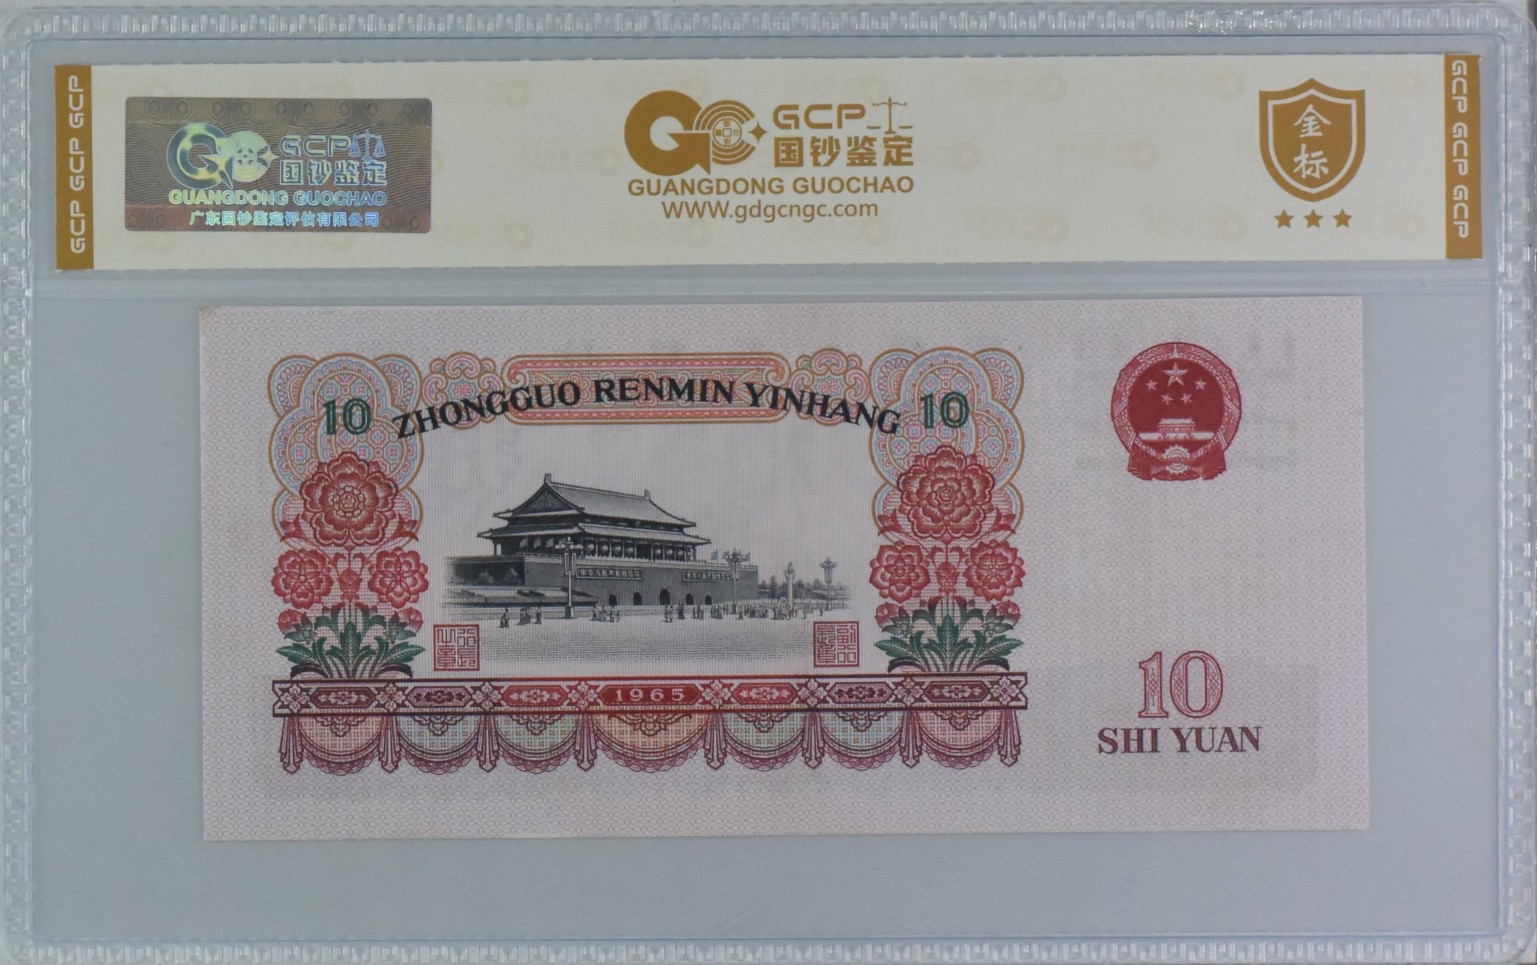 GCP GCP GCP
GCP 国钞鉴定
GUANGDONG GUOCHAO
广东国钞鉴定评估有限公司
GCP
国钞鉴定
GUANGDONG GUOCHAO
WWW.gdgcngc.com
金标
GCP GCP GCP
10 ZHONGGUO RENMIN YINHANG 10
1965
10
SHI YUAN